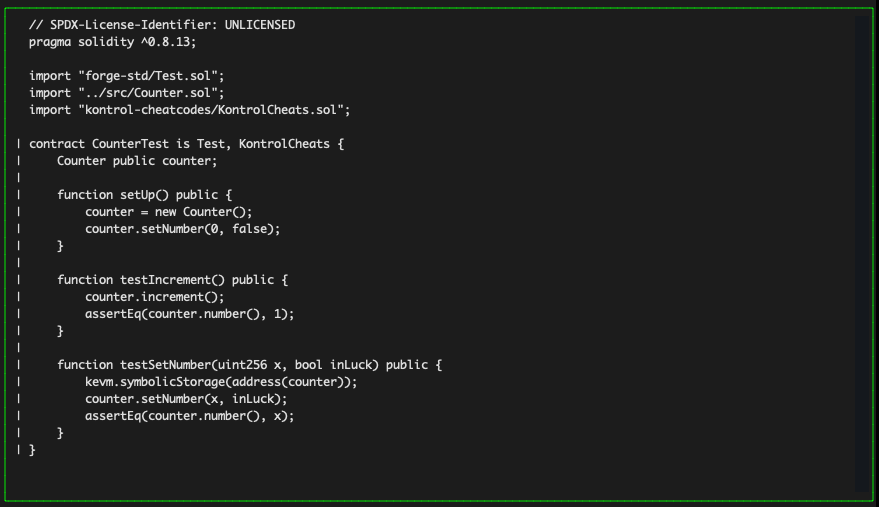 // SPDX-License-Identifier: UNLICENSED
pragma solidity ^0.8.13;
import "forge-std/Test.sol";
import "../src/Counter.sol";
import "kontrol-cheatcodes/KontrolCheats.sol";
| contract CounterTest is Test, KontrolCheats {
|     Counter public counter;
|
|     function setUp() public {
|         counter = new Counter();
|         counter.setNumber(0, false);
|     }
|
|     function testIncrement() public {
|         counter.increment();
|         assertEq(counter.number(), 1);
|     }
|
|     function testSetNumber(uint256 x, bool inLuck) public {
|         kevm.symbolicStorage(address(counter));
|         counter.setNumber(x, inLuck);
|         assertEq(counter.number(), x);
|     }
| }